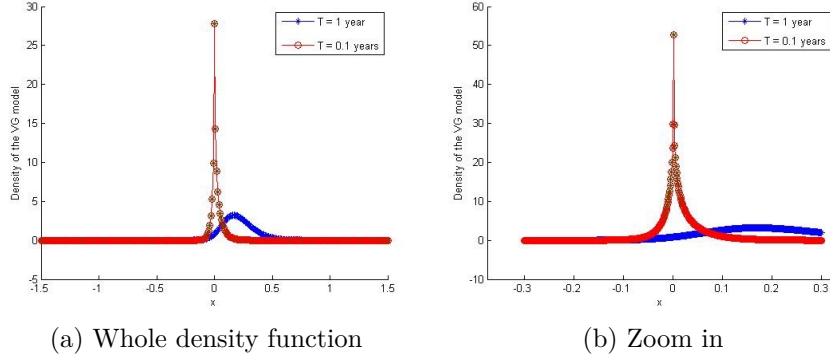 30
25
20
15
10
5
0
-5
Density of the VG model
-1.5 -1 -0.5 0 0.5 1 1.5
x
T = 1 year
T = 0.1 years
(a) Whole density function
60
50
40
30
20
10
0
-10
Density of the VG model
-0.3 -0.2 -0.1 0 0.1 0.2 0.3
x
T = 1 year
T = 0.1 years
(b) Zoom in